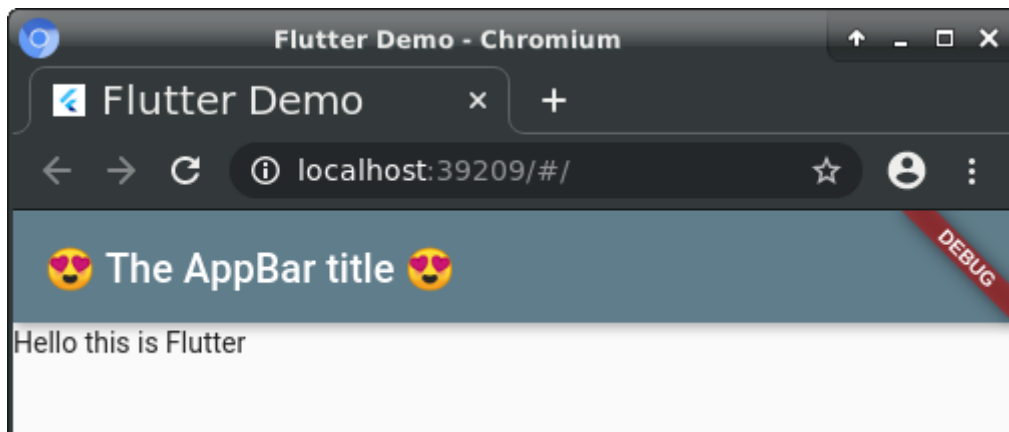 Flutter Demo - Chromium
Flutter Demo
localhost:39209/#/
😍 The AppBar title 😍
DEBUG
Hello this is Flutter